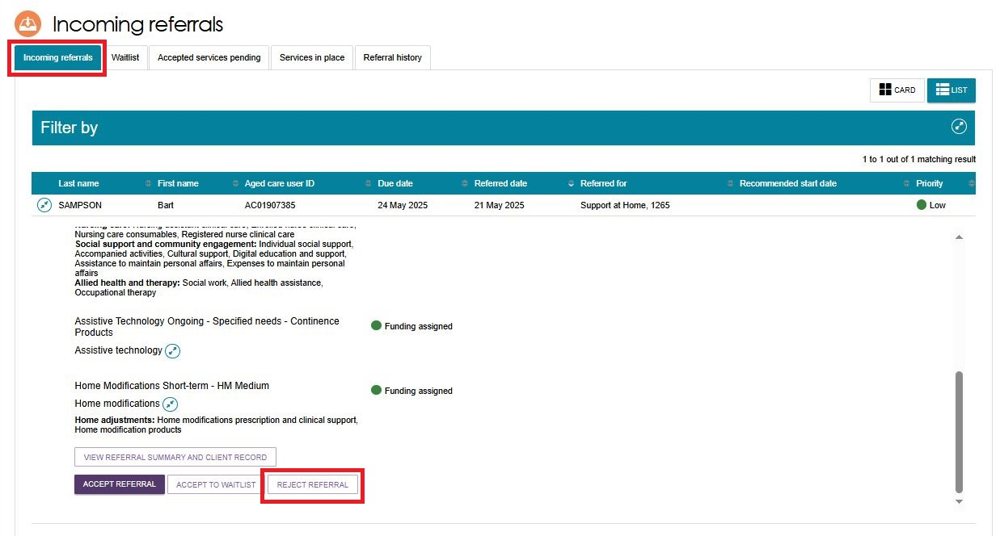 Incoming referrals
Incoming referrals Waitlist Accepted services pending Services in place Referral history
CARD LIST
Filter by
1 to 1 out of 1 matching result
Last name First name Aged care user ID Due date Referred date Referred for Recommended start date Priority
SAMPSON Bart AC01907385 24 May 2025 21 May 2025 Support at Home, 1265 Low
Nursing care consumables, Registered nurse clinical care
Social support and community engagement: Individual social support,
Accompanied activities, Cultural support, Digital education and support,
Assistance to maintain personal affairs, Expenses to maintain personal
affairs
Allied health and therapy: Social work, Allied health assistance,
Occupational therapy
Assistive Technology Ongoing - Specified needs - Continence
Products
Funding assigned
Assistive technology
Home Modifications Short-term - HM Medium
Funding assigned
Home modifications
Home adjustments: Home modifications prescription and clinical support,
Home modification products
VIEW REFERRAL SUMMARY AND CLIENT RECORD
ACCEPT REFERRAL ACCEPT TO WAITLIST REJECT REFERRAL